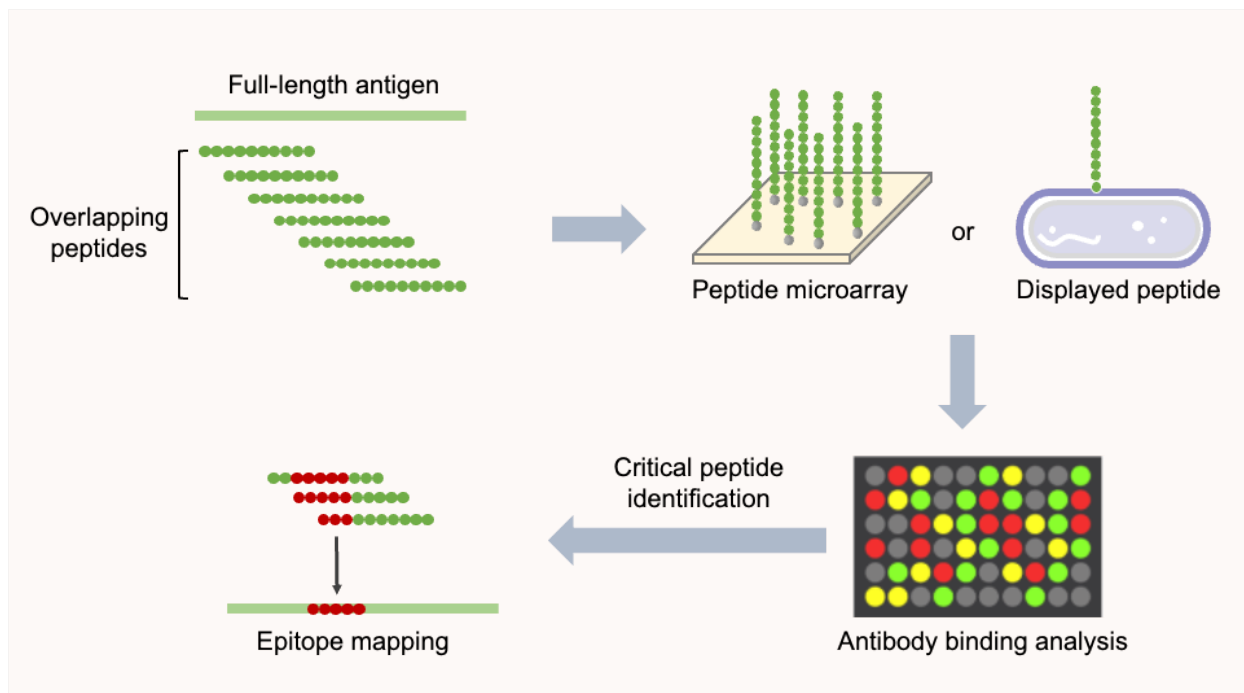 Full-length antigen
Overlapping
peptides
or
Peptide microarray
Displayed peptide
Critical peptide
identification
Antibody binding analysis
Epitope mapping